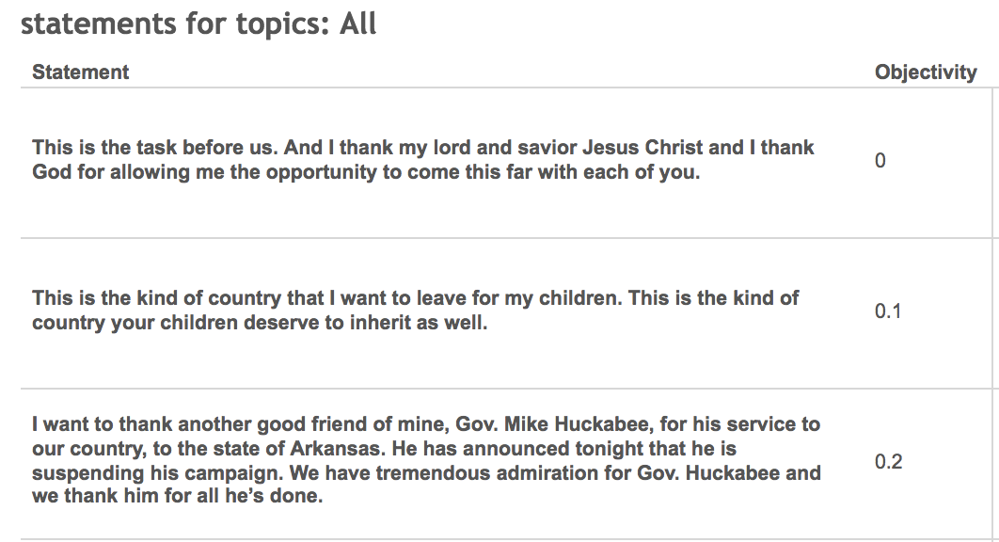 statements for topics: All
Statement Objectivity
This is the task before us. And I thank my lord and savior Jesus Christ and I thank
God for allowing me the opportunity to come this far with each of you.
0
This is the kind of country that I want to leave for my children. This is the kind of
country your children deserve to inherit as well.
0.1
I want to thank another good friend of mine, Gov. Mike Huckabee, for his service to
our country, to the state of Arkansas. He has announced tonight that he is
suspending his campaign. We have tremendous admiration for Gov. Huckabee and
we thank him for all he’s done.
0.2